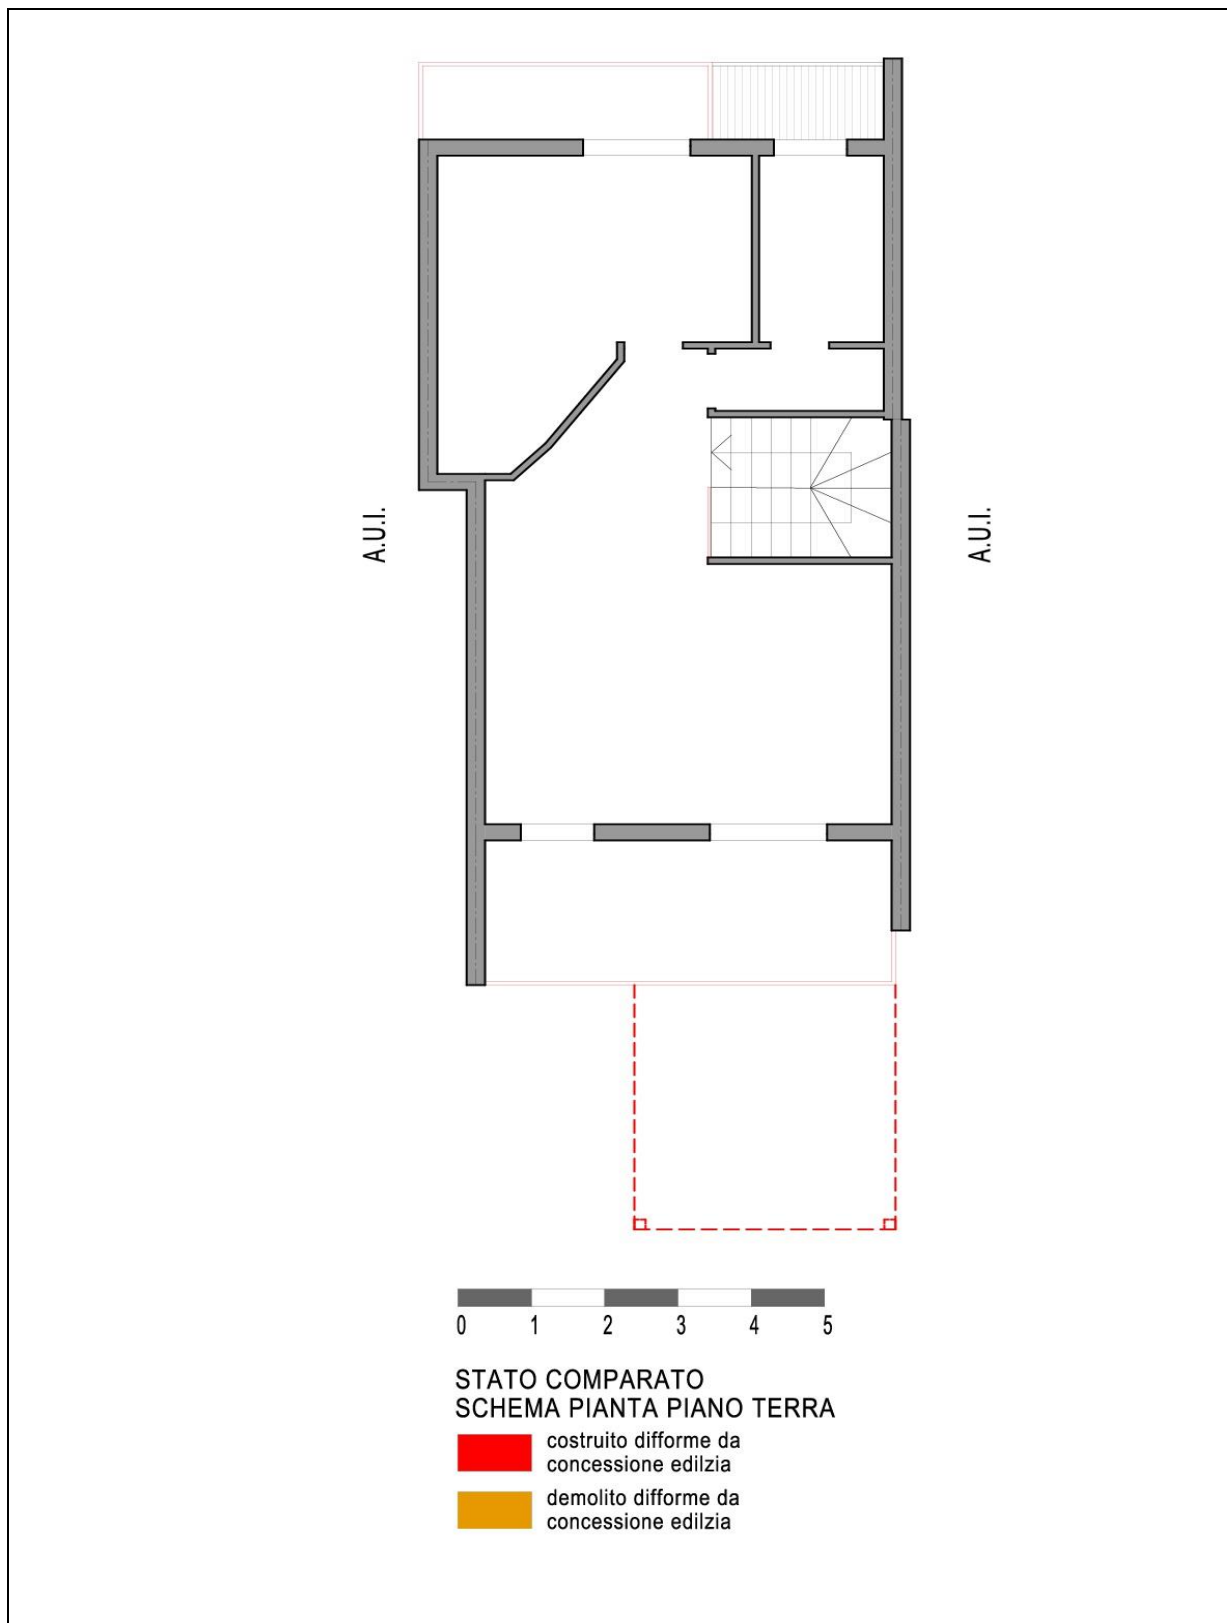 A.U.I.
A.U.I.
0 1 2 3 4 5
STATO COMPARATO
SCHEMA PIANTA PIANO TERRA
costruito difforme da
concessione edilzia
demolito difforme da
concessione edilzia